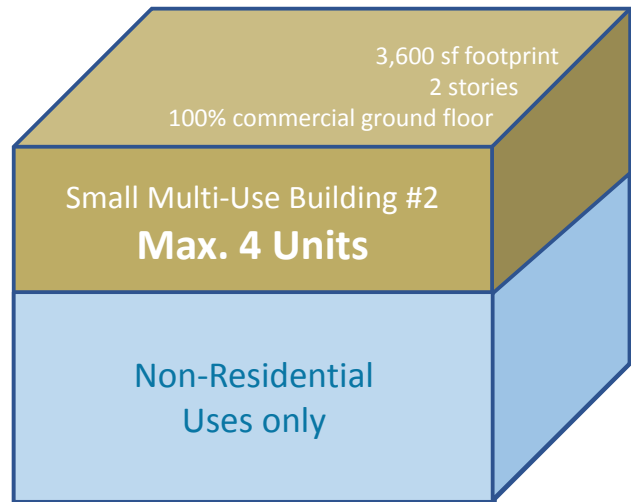 3,600 sf footprint
2 stories
100% commercial ground floor
Small Multi-Use Building #2
Max. 4 Units
Non-Residential
Uses only